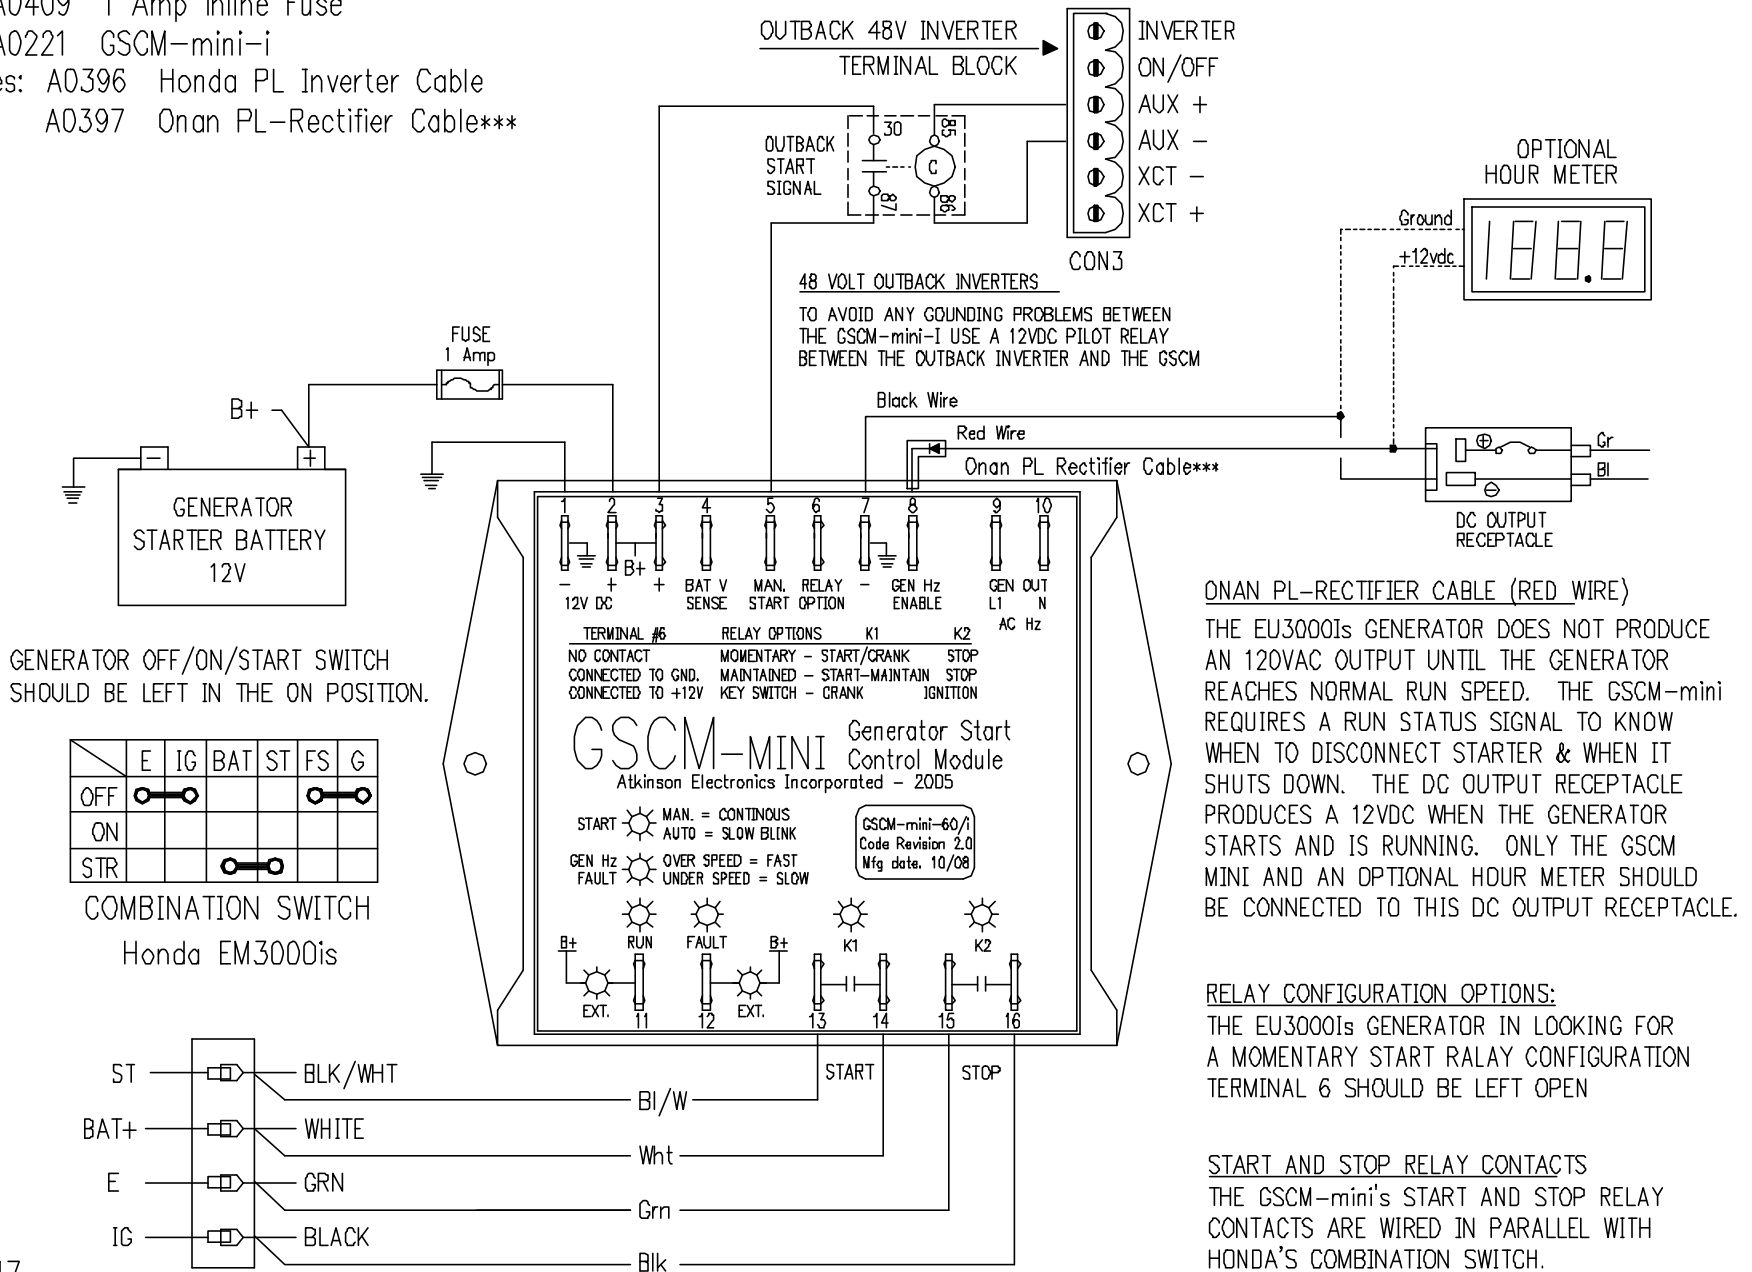 1 Amp Inline Fuse
A0221 GSCM-mini-i
A0396 Honda PL Inverter Cable
A0397 Onan PL-Rectifier Cable***
OUTBACK 48V INVERTER
TERMINAL BLOCK
INVERTER
ON/OFF
AUX +
AUX -
XCT -
XCT +
CON3
OUTBACK
START
SIGNAL
30
85
C
87
86
OPTIONAL
HOUR METER
Ground
+12vdc
188.8
48 VOLT OUTBACK INVERTERS
TO AVOID ANY GOUNDING PROBLEMS BETWEEN
THE GSCM-mini-I USE A 12VDC PILOT RELAY
BETWEEN THE OUTBACK INVERTER AND THE GSCM
FUSE
1 Amp
B+
- +
GENERATOR
STARTER BATTERY
12V
Black Wire
Red Wire
Onan PL Rectifier Cable***
Gr
Bl
DC OUTPUT
RECEPTACLE
1 2 3 4 5 6 7 8 9 10
B+
- + + BAT V MAN. RELAY - GEN Hz GEN OUT
12V DC SENSE START OPTION ENABLE L1 N
AC Hz
TERMINAL #6 RELAY OPTIONS K1 K2
NO CONTACT MOMENTARY - START/CRANK STOP
CONNECTED TO GND. MAINTAINED - START-MAINTAIN STOP
CONNECTED TO +12V KEY SWITCH - CRANK IGNITION
GSCM-MINI Generator Start
Control Module
Atkinson Electronics Incorporated - 2005
START MAN. = CONTINOUS
AUTO = SLOW BLINK
GEN Hz OVER SPEED = FAST
FAULT UNDER SPEED = SLOW
GSCM-mini-60/i
Code Revision 2.0
Mfg date. 10/08
B+ RUN FAULT B+ K1 K2
EXT. EXT.
11 12 13 14 15 16
GENERATOR OFF/ON/START SWITCH
SHOULD BE LEFT IN THE ON POSITION.
E IG BAT ST FS G
OFF
ON
STR
COMBINATION SWITCH
Honda EM3000is
START STOP
ST BLK/WHT
Bl/W
BAT+ WHITE
Wht
E GRN
Grn
IG BLACK
Blk
ONAN PL-RECTIFIER CABLE (RED WIRE)
THE EU3000Is GENERATOR DOES NOT PRODUCE
AN 120VAC OUTPUT UNTIL THE GENERATOR
REACHES NORMAL RUN SPEED. THE GSCM-mini
REQUIRES A RUN STATUS SIGNAL TO KNOW
WHEN TO DISCONNECT STARTER & WHEN IT
SHUTS DOWN. THE DC OUTPUT RECEPTACLE
PRODUCES A 12VDC WHEN THE GENERATOR
STARTS AND IS RUNNING. ONLY THE GSCM
MINI AND AN OPTIONAL HOUR METER SHOULD
BE CONNECTED TO THIS DC OUTPUT RECEPTACLE.
RELAY CONFIGURATION OPTIONS:
THE EU3000Is GENERATOR IN LOOKING FOR
A MOMENTARY START RALAY CONFIGURATION
TERMINAL 6 SHOULD BE LEFT OPEN
START AND STOP RELAY CONTACTS
THE GSCM-mini's START AND STOP RELAY
CONTACTS ARE WIRED IN PARALLEL WITH
HONDA'S COMBINATION SWITCH.